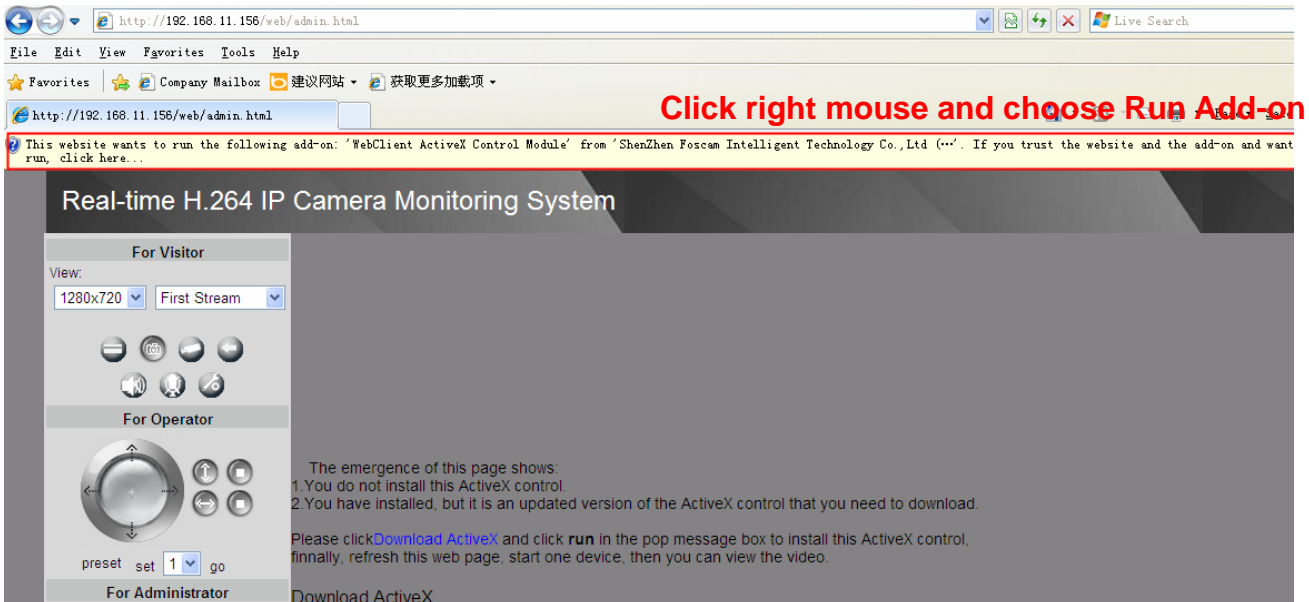 http://192.168.11.156/web/admin.html
Live Search
File Edit View Favorites Tools Help
Favorites Company Mailbox 建议网站 获取更多加载项
http://192.168.11.156/web/admin.html
Click right mouse and choose Run Add-on
This website wants to run the following add-on: 'WebClient ActiveX Control Module' from 'ShenZhen Foscam Intelligent Technology Co.,Ltd (…'. If you trust the website and the add-on and want
run, click here...
Real-time H.264 IP Camera Monitoring System
For Visitor
View:
1280x720 First Stream
For Operator
The emergence of this page shows:
1.You do not install this ActiveX control.
2.You have installed, but it is an updated version of the ActiveX control that you need to download.
Please clickDownload ActiveX and click run in the pop message box to install this ActiveX control,
finnally, refresh this web page, start one device, then you can view the video.
preset set 1 go
For Administrator
Download ActiveX